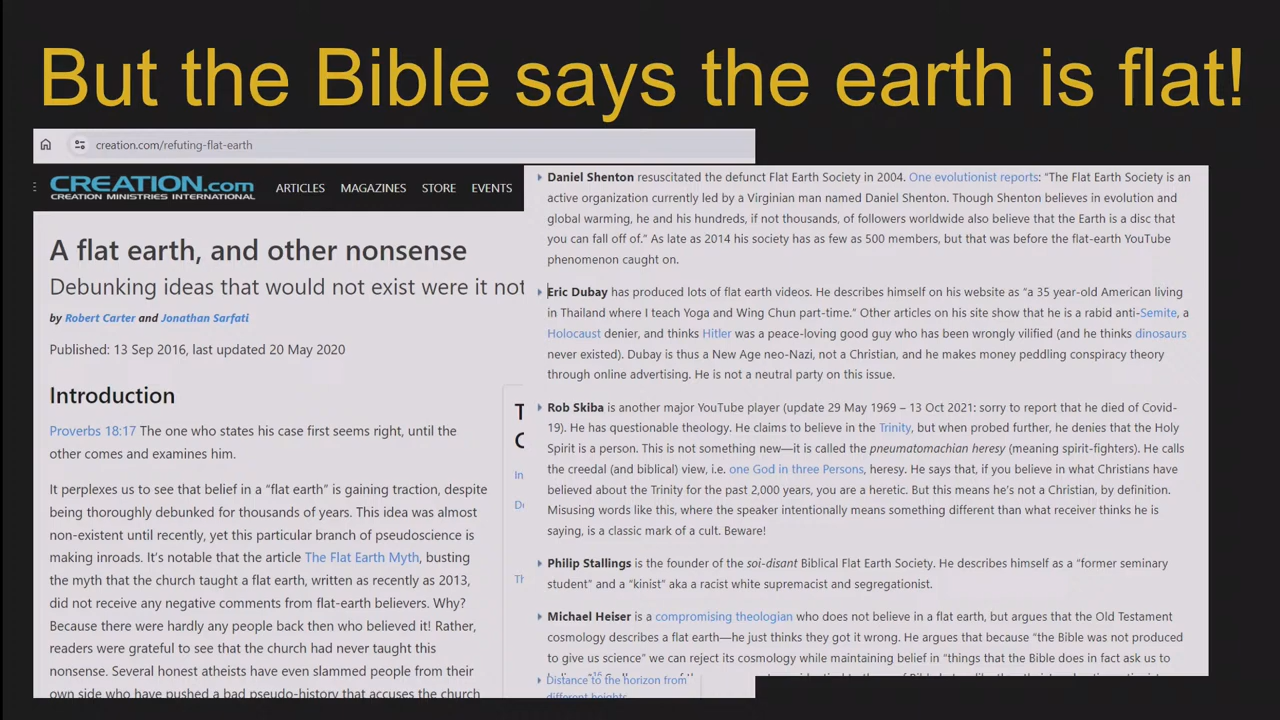 But the Bible says the earth is flat!
creation.com/refuting-flat-earth
CREATION.com
CREATION MINISTRIES INTERNATIONAL
ARTICLES MAGAZINES STORE EVENTS
A flat earth, and other nonsense
Debunking ideas that would not exist were it not
by Robert Carter and Jonathan Sarfati
Published: 13 Sep 2016, last updated 20 May 2020
Introduction
Proverbs 18:17 The one who states his case first seems right, until the
other comes and examines him.
It perplexes us to see that belief in a “flat earth” is gaining traction, despite
being thoroughly debunked for thousands of years. This idea was almost
non-existent until recently, yet this particular branch of pseudoscience is
making inroads. It’s notable that the article The Flat Earth Myth, busting
the myth that the church taught a flat earth, written as recently as 2013,
did not receive any negative comments from flat-earth believers. Why?
Because there were hardly any people back then who believed it! Rather,
readers were grateful to see that the church had never taught this
nonsense. Several honest atheists have even slammed people from their
own side who have pushed a bad pseudo-history that accuses the church
Daniel Shenton resuscitated the defunct Flat Earth Society in 2004. One evolutionist reports: “The Flat Earth Society is an
active organization currently led by a Virginian man named Daniel Shenton. Though Shenton believes in evolution and
global warming, he and his hundreds, if not thousands, of followers worldwide also believe that the Earth is a disc that
you can fall off of.” As late as 2014 his society has as few as 500 members, but that was before the flat-earth YouTube
phenomenon caught on.
Eric Dubay has produced lots of flat earth videos. He describes himself on his website as “a 35 year-old American living
in Thailand where I teach Yoga and Wing Chun part-time.” Other articles on his site show that he is a rabid anti-Semite, a
Holocaust denier, and thinks Hitler was a peace-loving good guy who has been wrongly vilified (and he thinks dinosaurs
never existed). Dubay is thus a New Age neo-Nazi, not a Christian, and he makes money peddling conspiracy theory
through online advertising. He is not a neutral party on this issue.
Rob Skiba is another major YouTube player (update 29 May 1969 – 13 Oct 2021: sorry to report that he died of Covid-
19). He has questionable theology. He claims to believe in the Trinity, but when probed further, he denies that the Holy
Spirit is a person. This is not something new—it is called the pneumatomachian heresy (meaning spirit-fighters). He calls
the creedal (and biblical) view, i.e. one God in three Persons, heresy. He says that, if you believe in what Christians have
believed about the Trinity for the past 2,000 years, you are a heretic. But this means he’s not a Christian, by definition.
Misusing words like this, where the speaker intentionally means something different than what receiver thinks he is
saying, is a classic mark of a cult. Beware!
Philip Stallings is the founder of the soi-disant Biblical Flat Earth Society. He describes himself as a “former seminary
student” and a “kinist” aka a racist white supremacist and segregationist.
Michael Heiser is a compromising theologian who does not believe in a flat earth, but argues that the Old Testament
cosmology describes a flat earth—he just thinks they got it wrong. He argues that because “the Bible was not produced
to give us science” we can reject its cosmology while maintaining belief in “things that the Bible does in fact ask us to
Distance to the horizon from
different heights